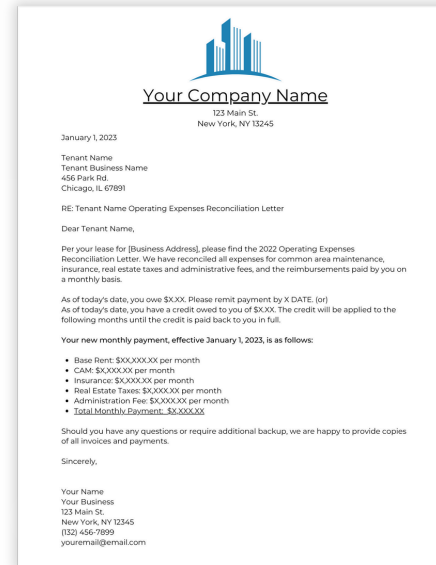 Your Company Name
123 Main St.
New York, NY 13245
January 1, 2023
Tenant Name
Tenant Business Name
456 Park Rd.
Chicago, IL 67891
RE: Tenant Name Operating Expenses Reconciliation Letter
Dear Tenant Name,
Per your lease for [Business Address], please find the 2022 Operating Expenses
Reconciliation Letter. We have reconciled all expenses for common area maintenance,
insurance, real estate taxes and administrative fees, and the reimbursements paid by you on
a monthly basis.
As of today's date, you owe $X.XX. Please remit payment by X DATE. (or)
As of today's date, you have a credit owed to you of $X.XX. The credit will be applied to the
following months until the credit is paid back to you in full.
Your new monthly payment, effective January 1, 2023, is as follows:
• Base Rent: $XX,XXX.XX per month
• CAM: $X,XXX.XX per month
• Insurance: $X,XXX.XX per month
• Real Estate Taxes: $X,XXX.XX per month
• Administration Fee: $X,XXX.XX per month
• Total Monthly Payment: $X,XXX.XX
Should you have any questions or require additional backup, we are happy to provide copies
of all invoices and payments.
Sincerely,
Your Name
Your Business
123 Main St.
New York, NY 12345
(132) 456-7899
youremail@email.com